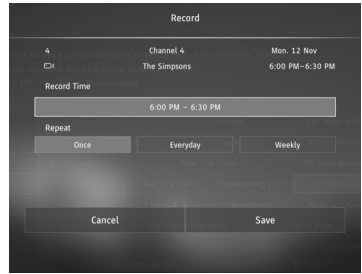 Record
4 Channel 4 Mon. 12 Nov
The Simpsons 6:00 PM–6:30 PM
Record Time
6:00 PM – 6:30 PM
Repeat
Once Everyday Weekly
Cancel Save